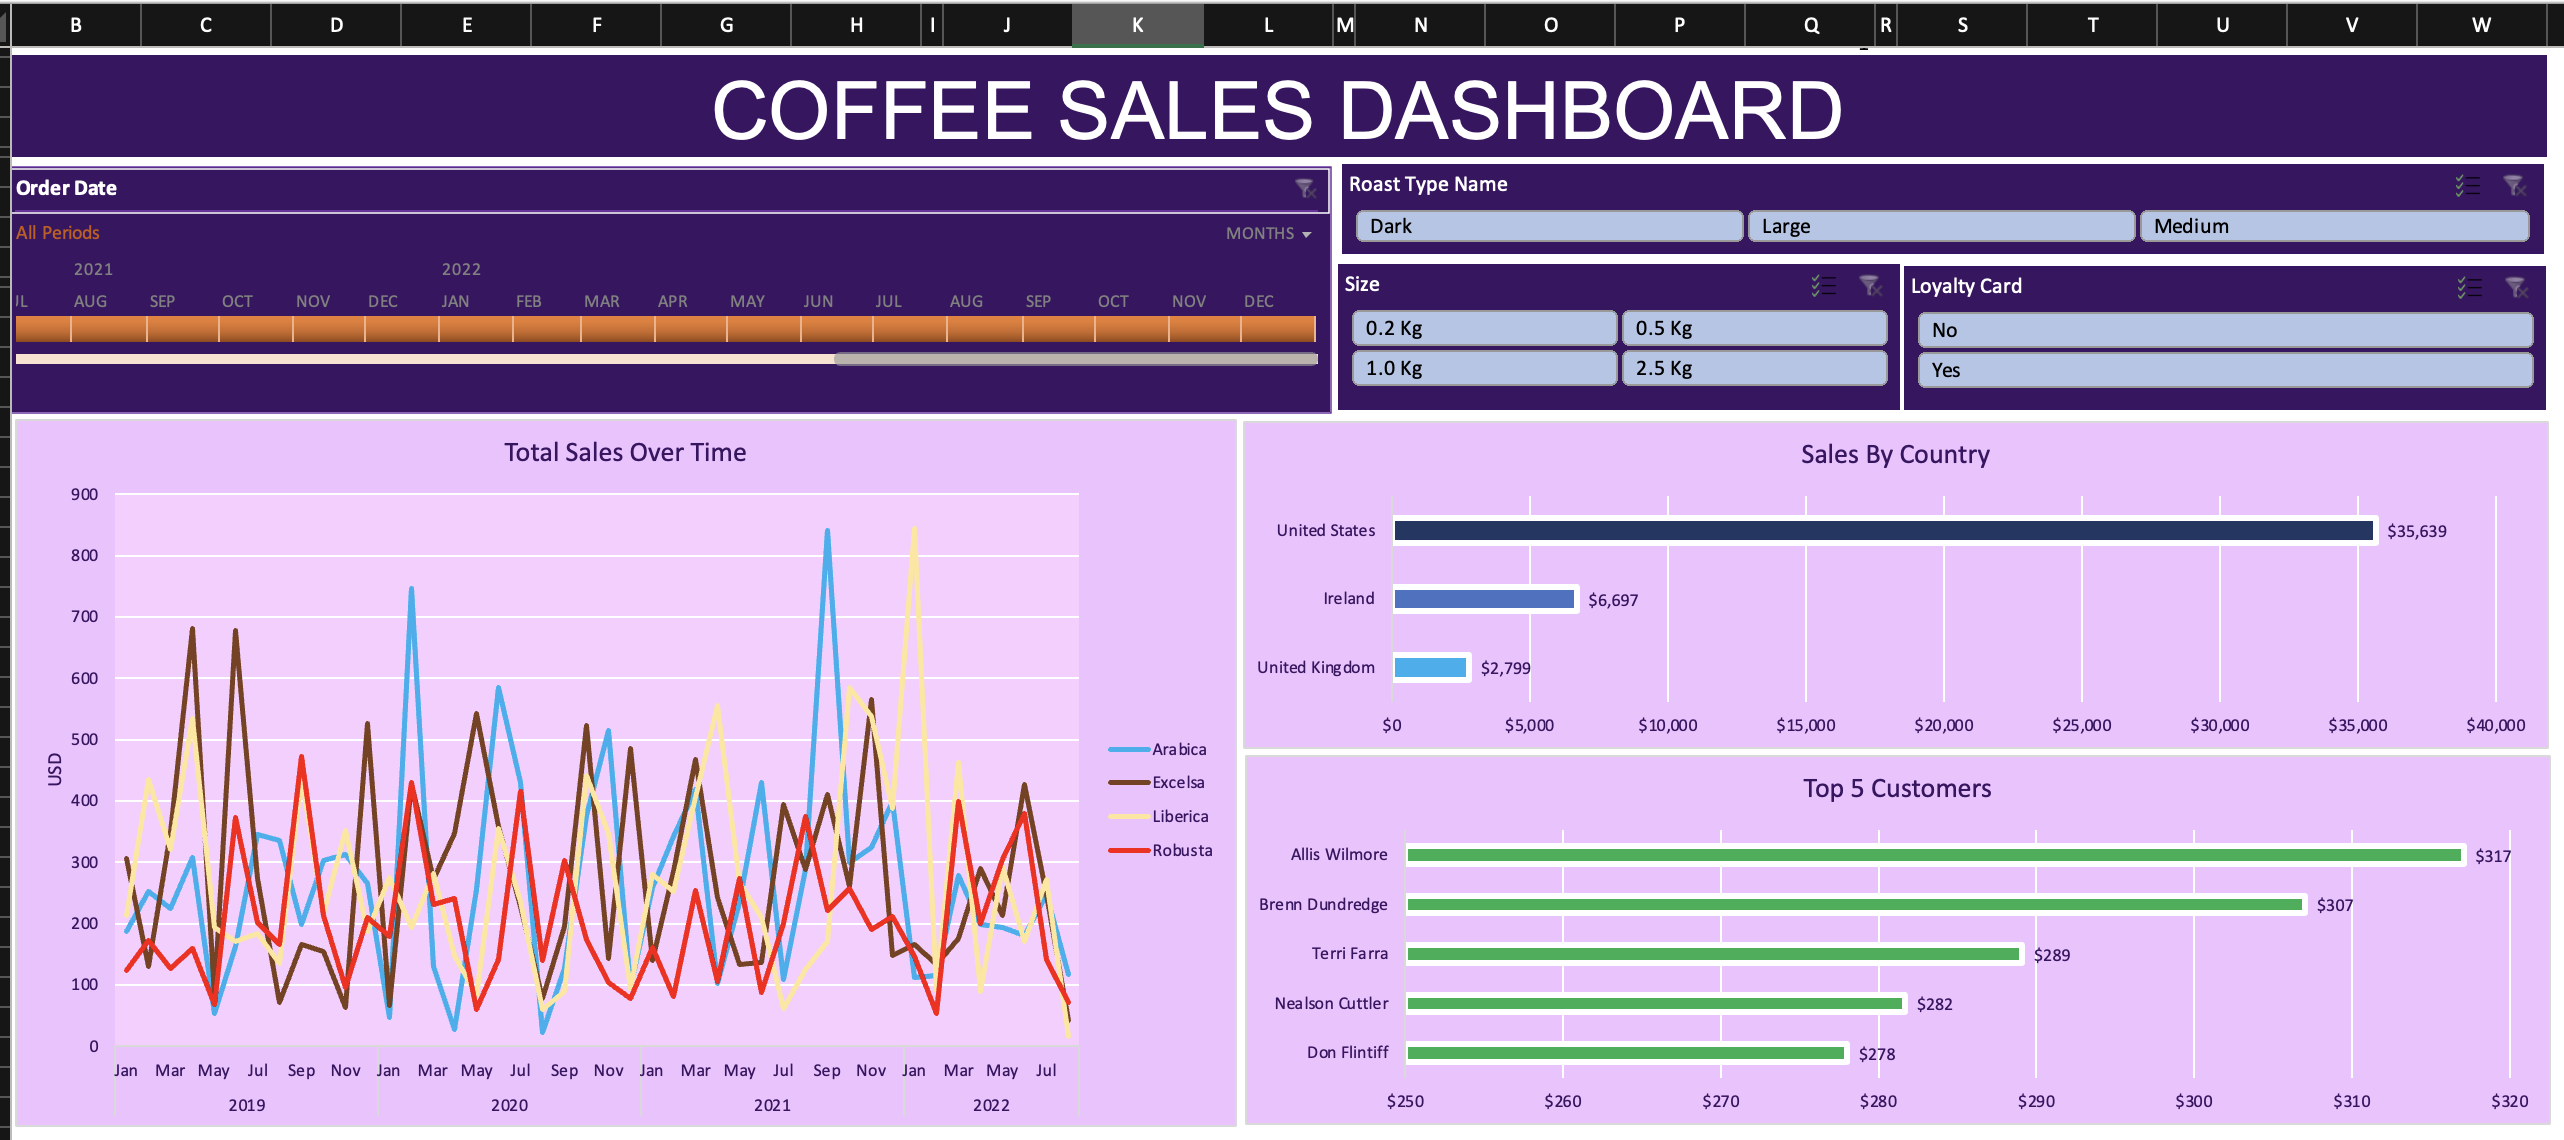 B C D E F G H I J K L M N O P Q R S T U V W
COFFEE SALES DASHBOARD
Order Date
All Periods
MONTHS
2021 2022
AUG SEP OCT NOV DEC JAN FEB MAR APR MAY JUN JUL AUG SEP OCT NOV DEC
Roast Type Name
Dark Large Medium
Size
0.2 Kg 0.5 Kg
1.0 Kg 2.5 Kg
Loyalty Card
No
Yes
Total Sales Over Time
900
800
700
600
500
400
300
200
100
0
USD
Jan Mar May Jul Sep Nov Jan Mar May Jul Sep Nov Jan Mar May Jul Sep Nov Jan Mar May Jul
2019 2020 2021 2022
Arabica
Excelsa
Liberica
Robusta
Sales By Country
United States $35,639
Ireland $6,697
United Kingdom $2,799
$0 $5,000 $10,000 $15,000 $20,000 $25,000 $30,000 $35,000 $40,000
Top 5 Customers
Allis Wilmore $317
Brenn Dundredge $307
Terri Farra $289
Nealson Cuttler $282
Don Flintiff $278
$250 $260 $270 $280 $290 $300 $310 $320